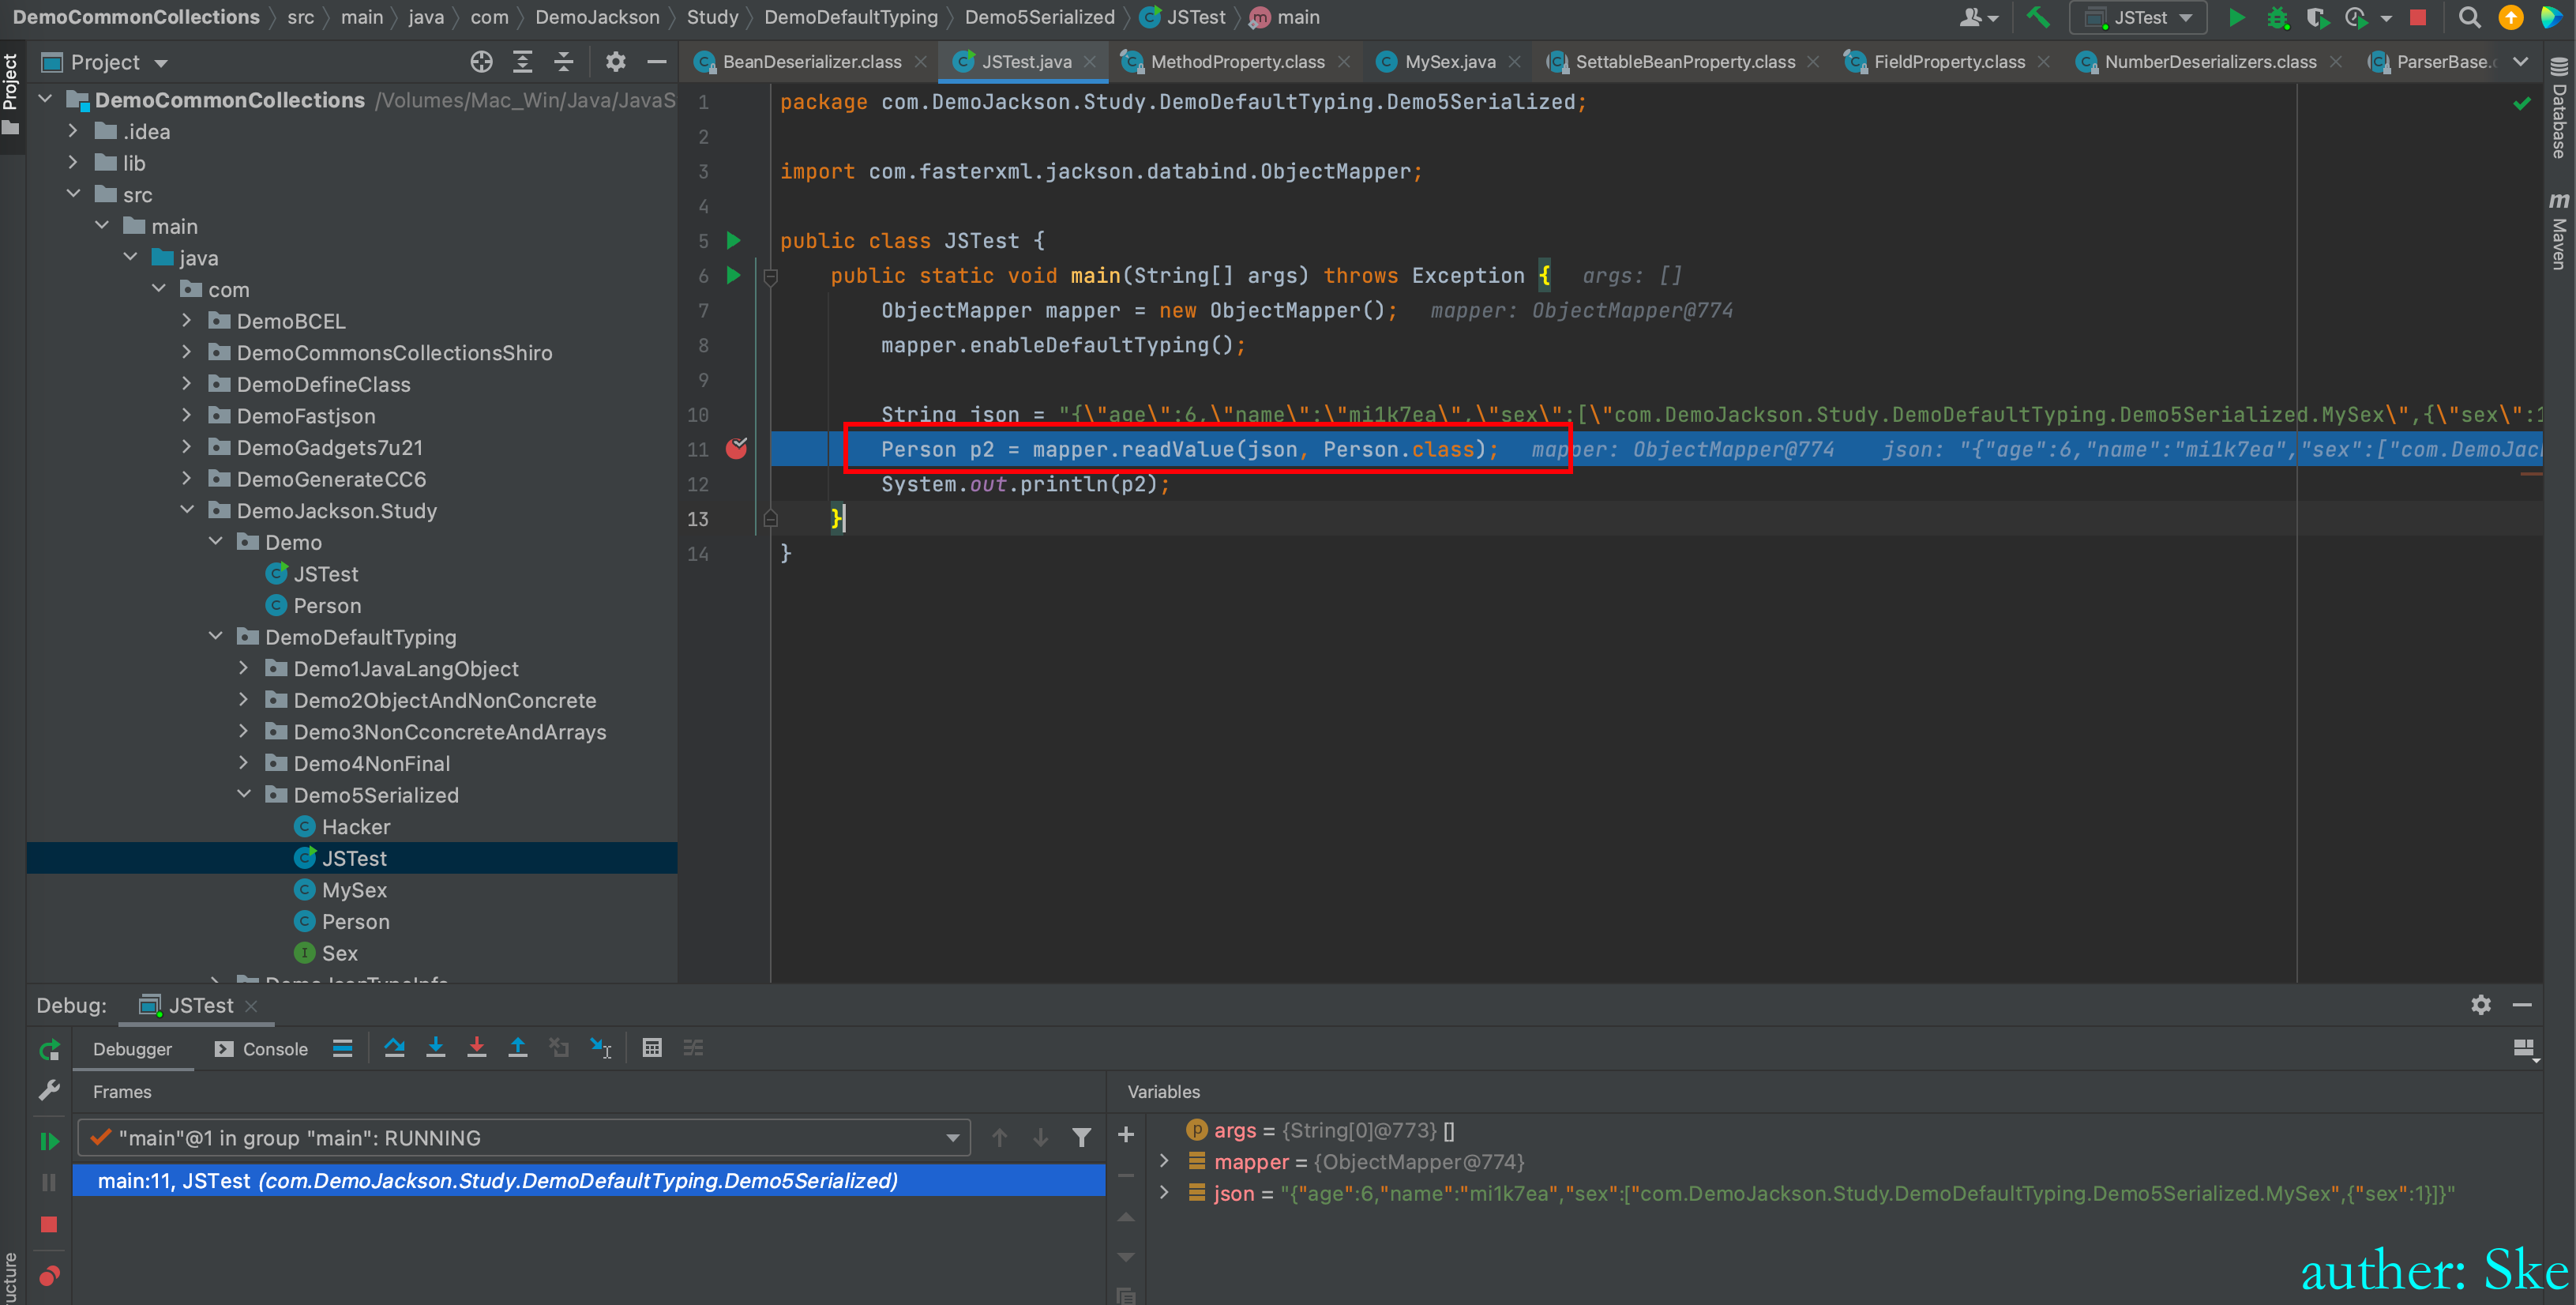 DemoCommonCollections src main java com DemoJackson Study DemoDefaultTyping Demo5Serialized JSTest main JSTest
Project
BeanDeserializer.class JSTest.java MethodProperty.class MySex.java SettableBeanProperty.class FieldProperty.class NumberDeserializers.class ParserBase.c
Project
Database
Maven
DemoCommonCollections /Volumes/Mac_Win/Java/JavaS
.idea
lib
src
main
java
com
DemoBCEL
DemoCommonsCollectionsShiro
DemoDefineClass
DemoFastjson
DemoGadgets7u21
DemoGenerateCC6
DemoJackson.Study
Demo
JSTest
Person
DemoDefaultTyping
Demo1JavaLangObject
Demo2ObjectAndNonConcrete
Demo3NonCconcreteAndArrays
Demo4NonFinal
Demo5Serialized
Hacker
JSTest
MySex
Person
Sex
1 package com.DemoJackson.Study.DemoDefaultTyping.Demo5Serialized;
2
3 import com.fasterxml.jackson.databind.ObjectMapper;
4
5 public class JSTest {
6 public static void main(String[] args) throws Exception { args: []
7 ObjectMapper mapper = new ObjectMapper(); mapper: ObjectMapper@774
8 mapper.enableDefaultTyping();
9
10 String json = "{\"age\":6,\"name\":\"mi1k7ea\",\"sex\":[\"com.DemoJackson.Study.DemoDefaultTyping.Demo5Serialized.MySex\",{\"sex\":1
11 Person p2 = mapper.readValue(json, Person.class); mapper: ObjectMapper@774 json: "{"age":6,"name":"mi1k7ea","sex":["com.DemoJac
12 System.out.println(p2);
13 }
14 }
Debug: JSTest
Debugger Console
Frames
"main"@1 in group "main": RUNNING
main:11, JSTest (com.DemoJackson.Study.DemoDefaultTyping.Demo5Serialized)
Variables
args = {String[0]@773} []
mapper = {ObjectMapper@774}
json = "{"age":6,"name":"mi1k7ea","sex":["com.DemoJackson.Study.DemoDefaultTyping.Demo5Serialized.MySex",{"sex":1}]}"
ucture
auther: Ske